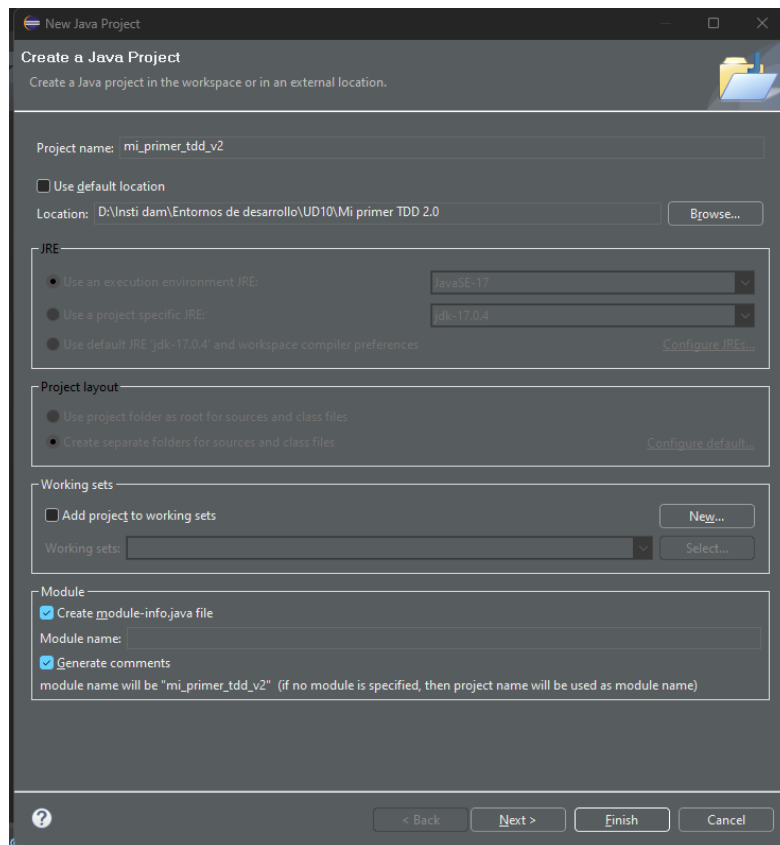 New Java Project
Create a Java Project
Create a Java project in the workspace or in an external location.
Project name: mi_primer_tdd_v2
Use default location
Location: D:\Insti dam\Entornos de desarrollo\UD10\Mi primer TDD 2.0 Browse...
JRE
Use an execution environment JRE: JavaSE-17
Use a project specific JRE: jdk-17.0.4
Use default JRE 'jdk-17.0.4' and workspace compiler preferences Configure JREs...
Project layout
Use project folder as root for sources and class files
Create separate folders for sources and class files Configure default...
Working sets
Add project to working sets New...
Working sets: Select...
Module
Create module-info.java file
Module name:
Generate comments
module name will be "mi_primer_tdd_v2" (if no module is specified, then project name will be used as module name)
? < Back Next > Finish Cancel